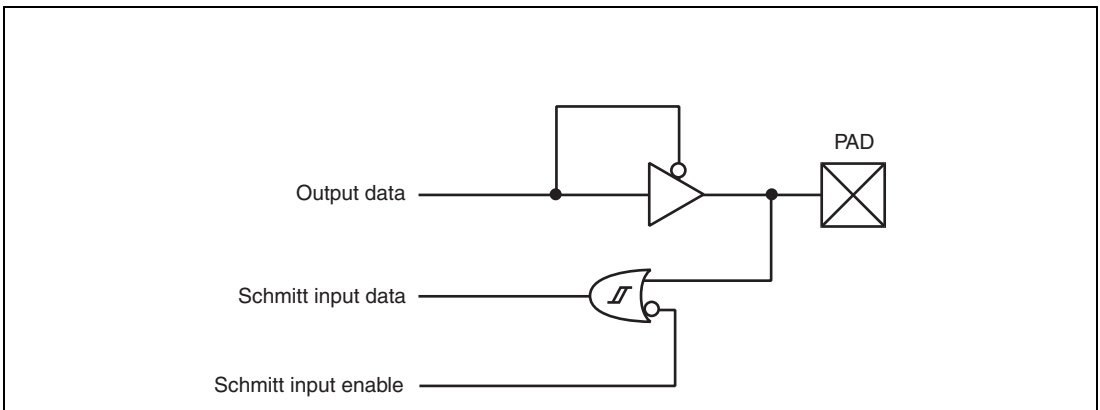 PAD
Output data
Schmitt input data
Schmitt input enable